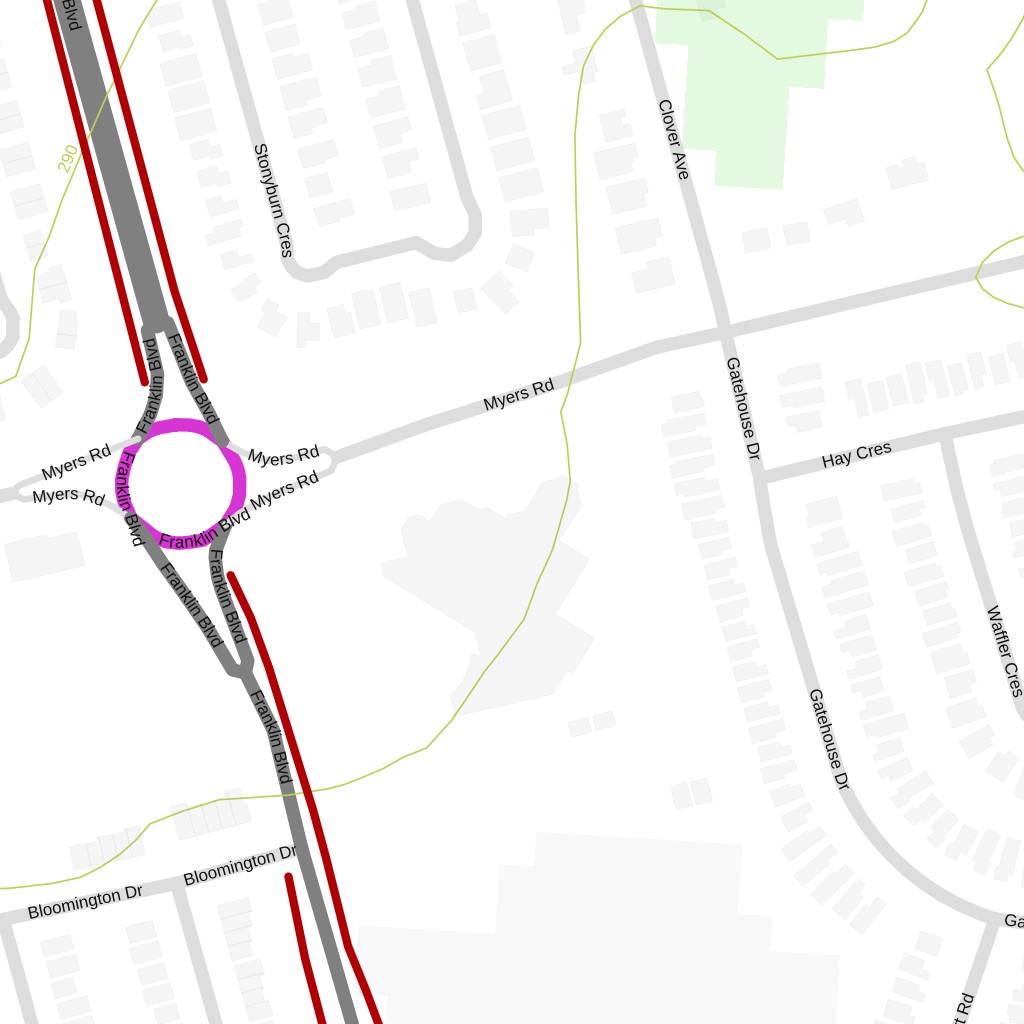 Blvd
290
Stonyburn Cres
Clover Ave
Franklin Blvd
Franklin Blvd
Myers Rd
Gatehouse Dr
Myers Rd
Myers Rd
Hay Cres
Myers Rd
Myers Rd
Franklin Blvd
Franklin Blvd
Franklin Blvd
Franklin Blvd
Waffler Cres
Franklin Blvd
Gatehouse Dr
Bloomington Dr
Bloomington Dr
Ga
t Rd